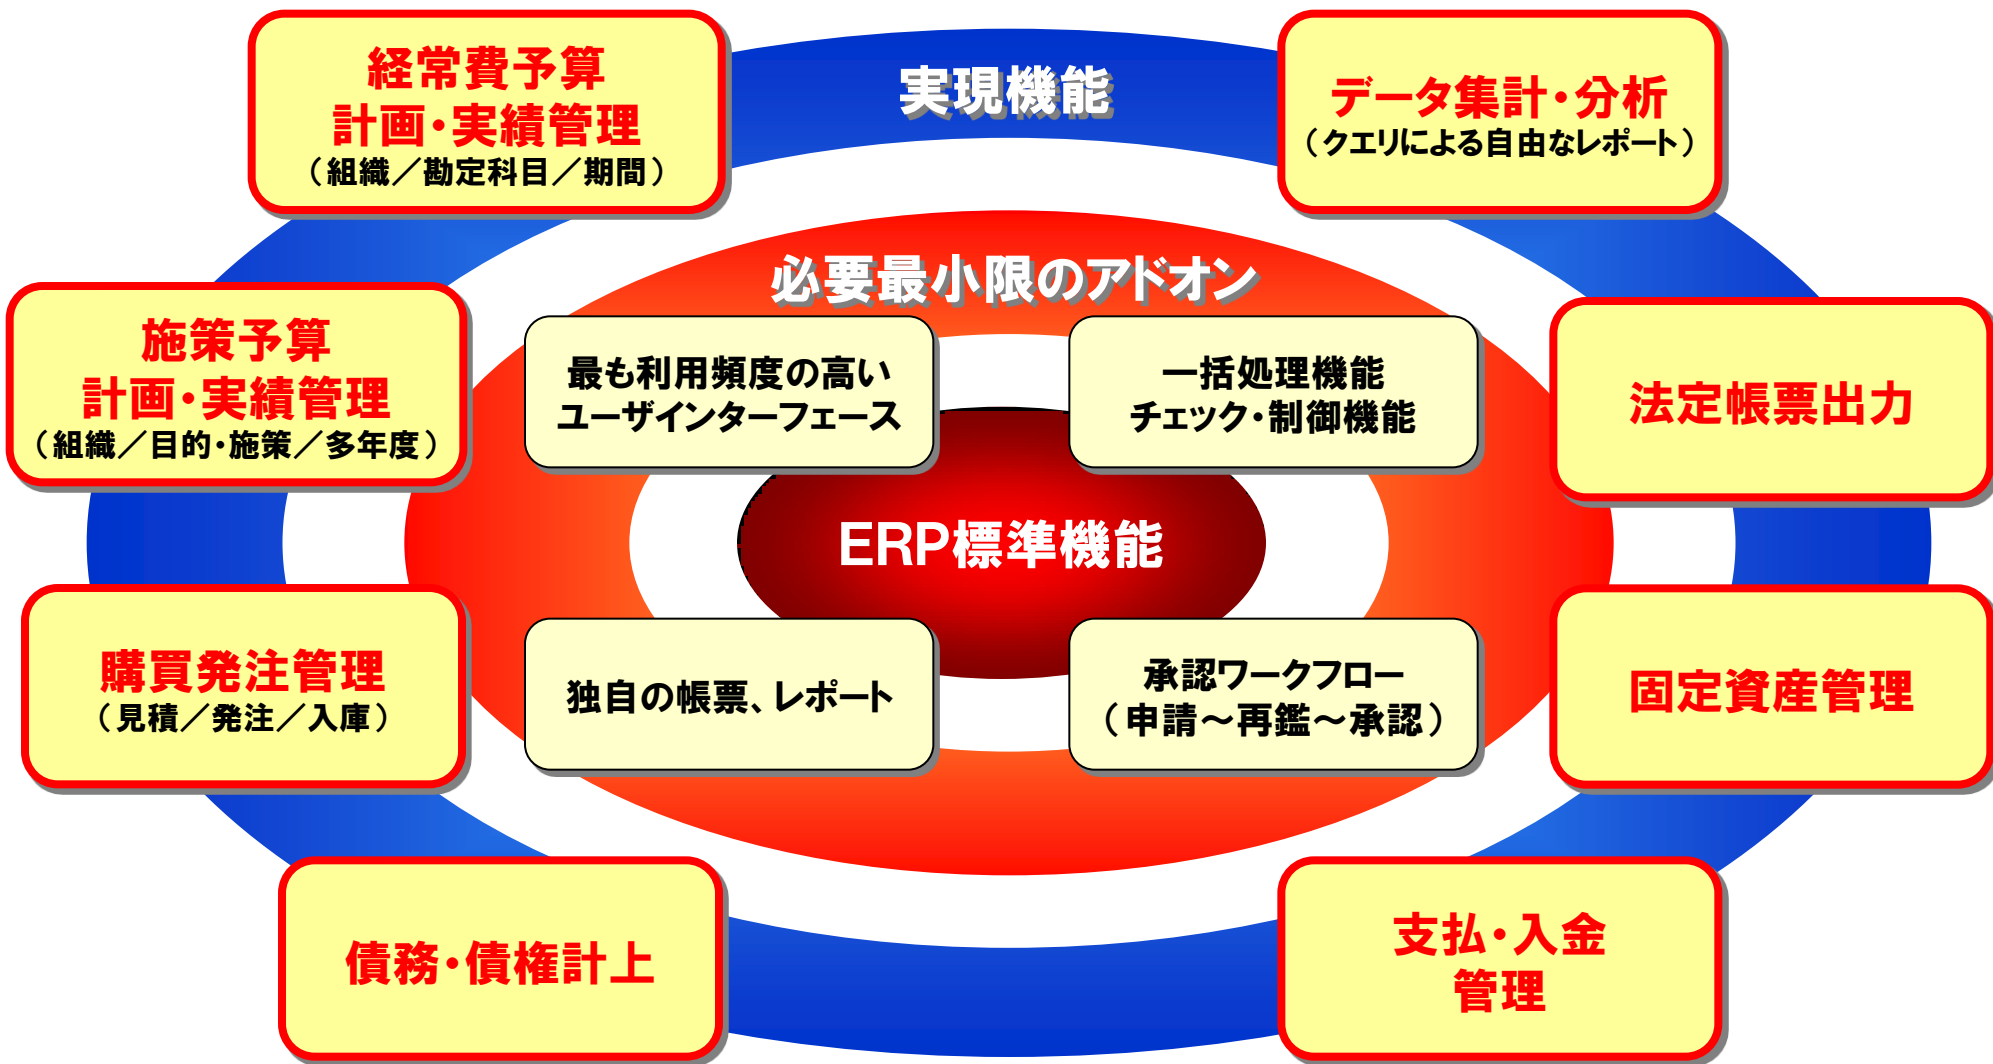 実現機能
経常費予算
計画・実績管理
（組織／勘定科目／期間）
データ集計・分析
（クエリによる自由なレポート）
必要最小限のアドオン
施策予算
計画・実績管理
（組織／目的・施策／多年度）
最も利用頻度の高い
ユーザインターフェース
一括処理機能
チェック・制御機能
法定帳票出力
ERP標準機能
購買発注管理
（見積／発注／入庫）
独自の帳票、レポート
承認ワークフロー
（申請～再鑑～承認）
固定資産管理
債務・債権計上
支払・入金
管理